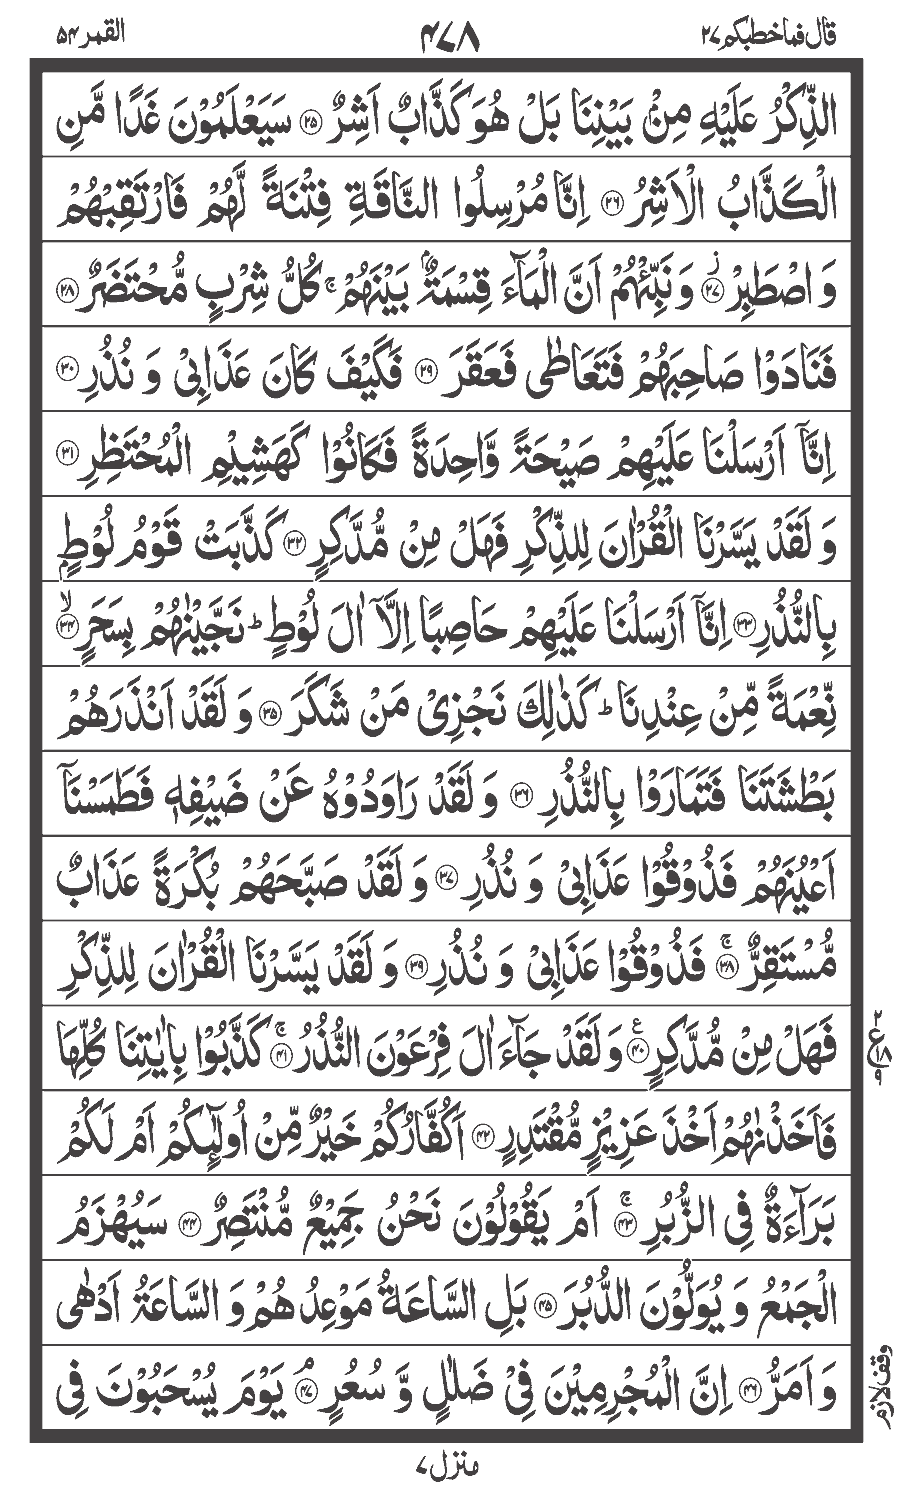 قال فما خطبكم ۲۷ ۴۷۸ القمر ۵۴
الذِّكْرُ عَلَيْهِ مِنْۢ بَيْنِنَا بَلْ هُوَ كَذَّابٌ اَشِرٌ ﴿۲۵﴾ سَيَعْلَمُوْنَ غَدًا مَّنِ
الْكَذَّابُ الْاَشِرُ ﴿۲۶﴾ اِنَّا مُرْسِلُوا النَّاقَةِ فِتْنَةً لَّهُمْ فَارْتَقِبْهُمْ
وَ اصْطَبِرْ ﴿۲۷﴾ؗ وَ نَبِّئْهُمْ اَنَّ الْمَآءَ قِسْمَةٌۢ بَيْنَهُمْ ۚ كُلُّ شِرْبٍ مُّحْتَضَرٌ ﴿۲۸﴾
فَنَادَوْا صَاحِبَهُمْ فَتَعَاطٰى فَعَقَرَ ﴿۲۹﴾ فَكَيْفَ كَانَ عَذَابِىْ وَ نُذُرِ ﴿۳۰﴾
اِنَّاۤ اَرْسَلْنَا عَلَيْهِمْ صَيْحَةً وَّاحِدَةً فَكَانُوْا كَهَشِيْمِ الْمُحْتَظِرِ ﴿۳۱﴾
وَ لَقَدْ يَسَّرْنَا الْقُرْاٰنَ لِلذِّكْرِ فَهَلْ مِنْ مُّدَّكِرٍ ﴿۳۲﴾ كَذَّبَتْ قَوْمُ لُوْطٍۭ
بِالنُّذُرِ ﴿۳۳﴾ اِنَّاۤ اَرْسَلْنَا عَلَيْهِمْ حَاصِبًا اِلَّاۤ اٰلَ لُوْطٍ ؕ نَجَّيْنٰهُمْ بِسَحَرٍ ﴿۳۴﴾ۙ
نِّعْمَةً مِّنْ عِنْدِنَا ؕ كَذٰلِكَ نَجْزِىْ مَنْ شَكَرَ ﴿۳۵﴾ وَ لَقَدْ اَنْذَرَهُمْ
بَطْشَتَنَا فَتَمَارَوْا بِالنُّذُرِ ﴿۳۶﴾ وَ لَقَدْ رَاوَدُوْهُ عَنْ ضَيْفِهٖ فَطَمَسْنَاۤ
اَعْيُنَهُمْ فَذُوْقُوْا عَذَابِىْ وَ نُذُرِ ﴿۳۷﴾ وَ لَقَدْ صَبَّحَهُمْ بُكْرَةً عَذَابٌ
مُّسْتَقِرٌّ ﴿۳۸﴾ۚ فَذُوْقُوْا عَذَابِىْ وَ نُذُرِ ﴿۳۹﴾ وَ لَقَدْ يَسَّرْنَا الْقُرْاٰنَ لِلذِّكْرِ
فَهَلْ مِنْ مُّدَّكِرٍ ﴿۴۰﴾ع وَ لَقَدْ جَآءَ اٰلَ فِرْعَوْنَ النُّذُرُ ﴿۴۱﴾ۚ كَذَّبُوْا بِاٰيٰتِنَا كُلِّهَا
۲ ع ۱۸ ۹
فَاَخَذْنٰهُمْ اَخْذَ عَزِيْزٍ مُّقْتَدِرٍ ﴿۴۲﴾ اَكُفَّارُكُمْ خَيْرٌ مِّنْ اُولٰٓئِكُمْ اَمْ لَكُمْ
بَرَآءَةٌ فِى الزُّبُرِ ﴿۴۳﴾ۚ اَمْ يَقُوْلُوْنَ نَحْنُ جَمِيْعٌ مُّنْتَصِرٌ ﴿۴۴﴾ سَيُهْزَمُ
الْجَمْعُ وَ يُوَلُّوْنَ الدُّبُرَ ﴿۴۵﴾ بَلِ السَّاعَةُ مَوْعِدُهُمْ وَ السَّاعَةُ اَدْهٰى
وَ اَمَرُّ ﴿۴۶﴾ اِنَّ الْمُجْرِمِيْنَ فِىْ ضَلٰلٍ وَّ سُعُرٍ ﴿۴۷﴾ۘ يَوْمَ يُسْحَبُوْنَ فِى
وقف لازم
منزل ۷